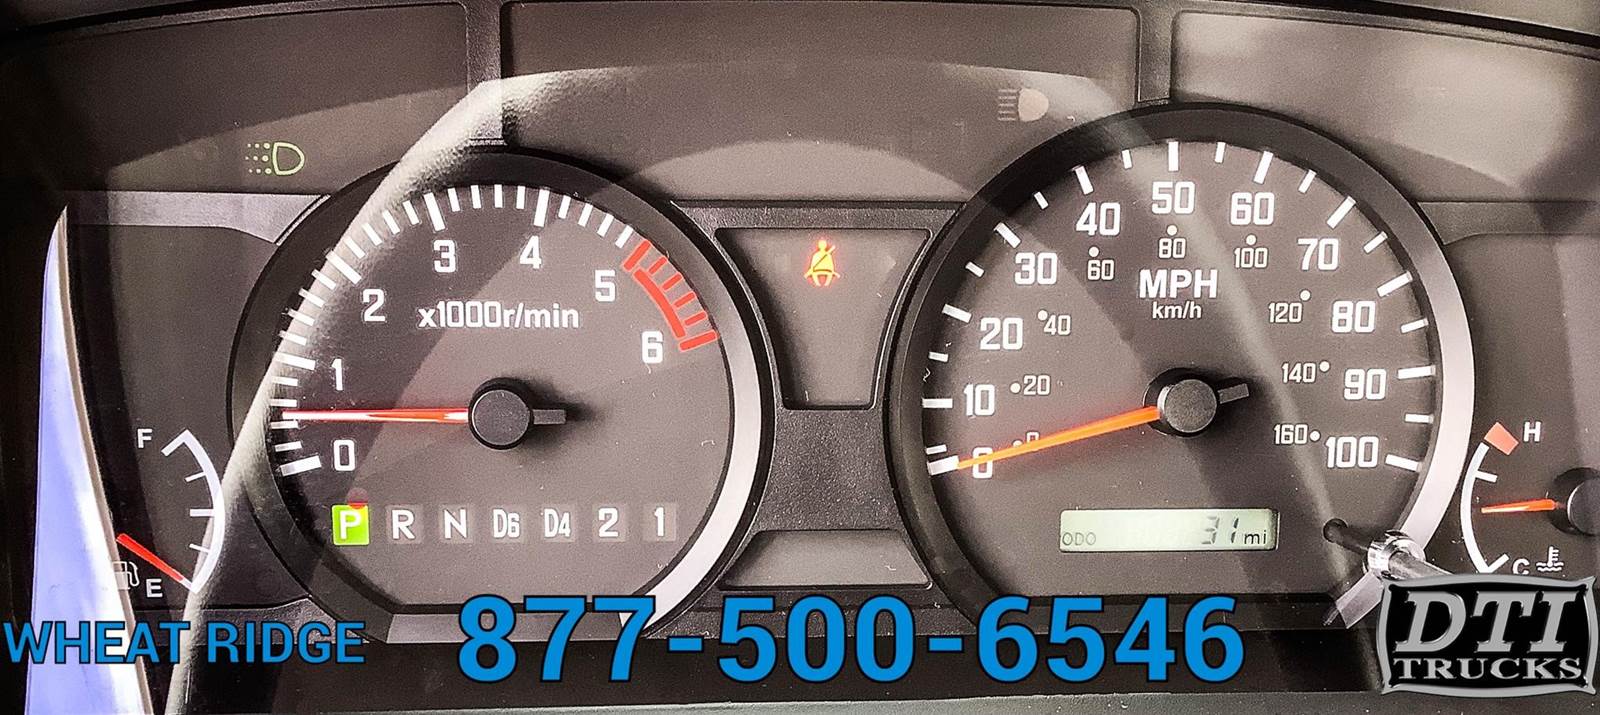 0 1 2 3 4 5 6
x1000r/min
P R N D6 D4 2 1
F
E
0 10 20 30 40 50 60 70 80 90 100
0 20 40 60 80 100 120 140 160
MPH
km/h
ODO 31 mi
H
C
WHEAT RIDGE 877-500-6546
DTI
TRUCKS